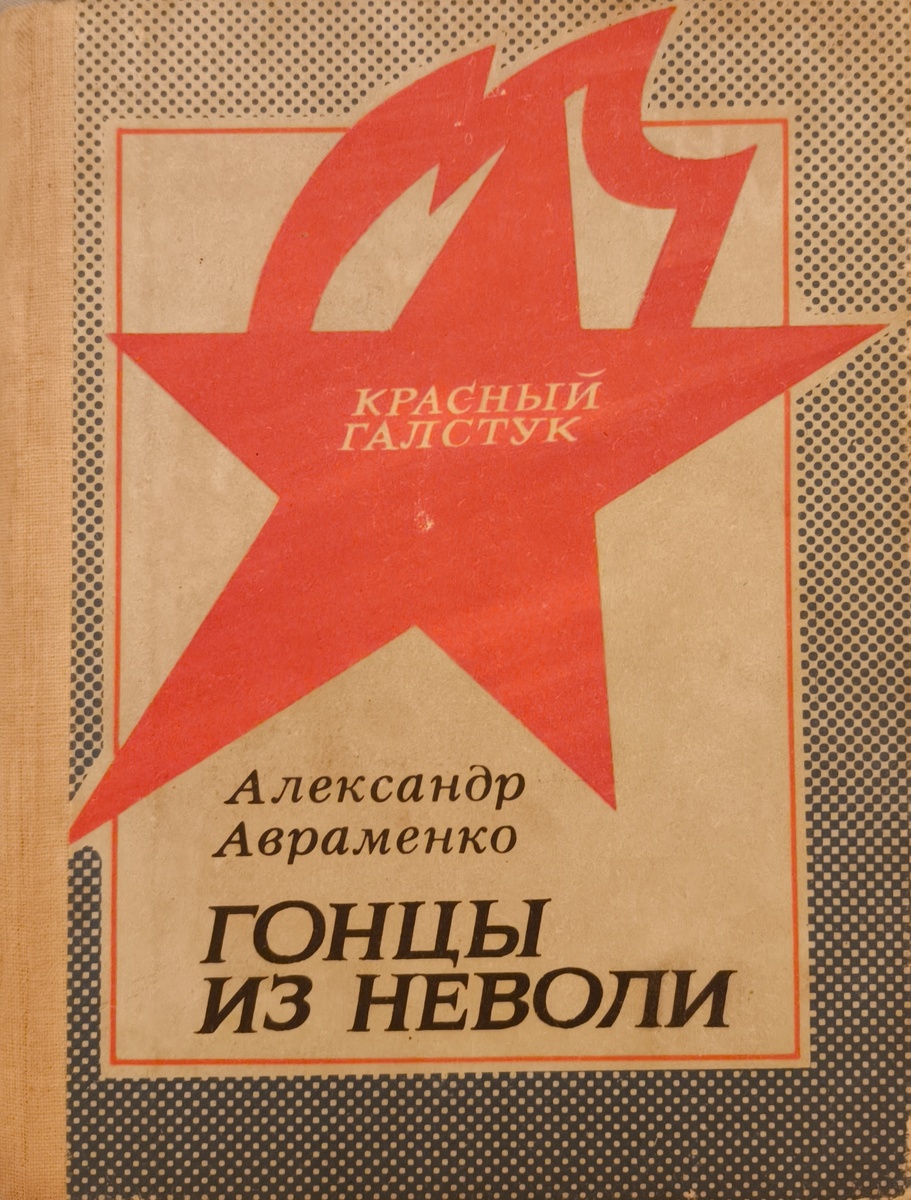 КРАСНЫЙ
ГАЛСТУК
Александр
Авраменко
ГОНЦЫ
ИЗ НЕВОЛИ